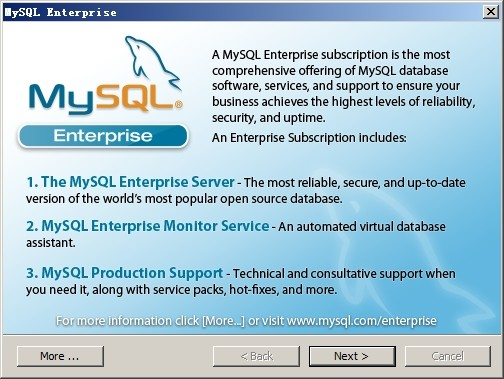 MySQL Enterprise
A MySQL Enterprise subscription is the most
comprehensive offering of MySQL database
software, services, and support to ensure your
business achieves the highest levels of reliability,
security, and uptime.
MySQL®
Enterprise
An Enterprise Subscription includes:
1. The MySQL Enterprise Server - The most reliable, secure, and up-to-date
version of the world's most popular open source database.
2. MySQL Enterprise Monitor Service - An automated virtual database
assistant.
3. MySQL Production Support - Technical and consultative support when
you need it, along with service packs, hot-fixes, and more.
For more information click [More...] or visit www.mysql.com/enterprise
More ...
< Back
Next >
Cancel